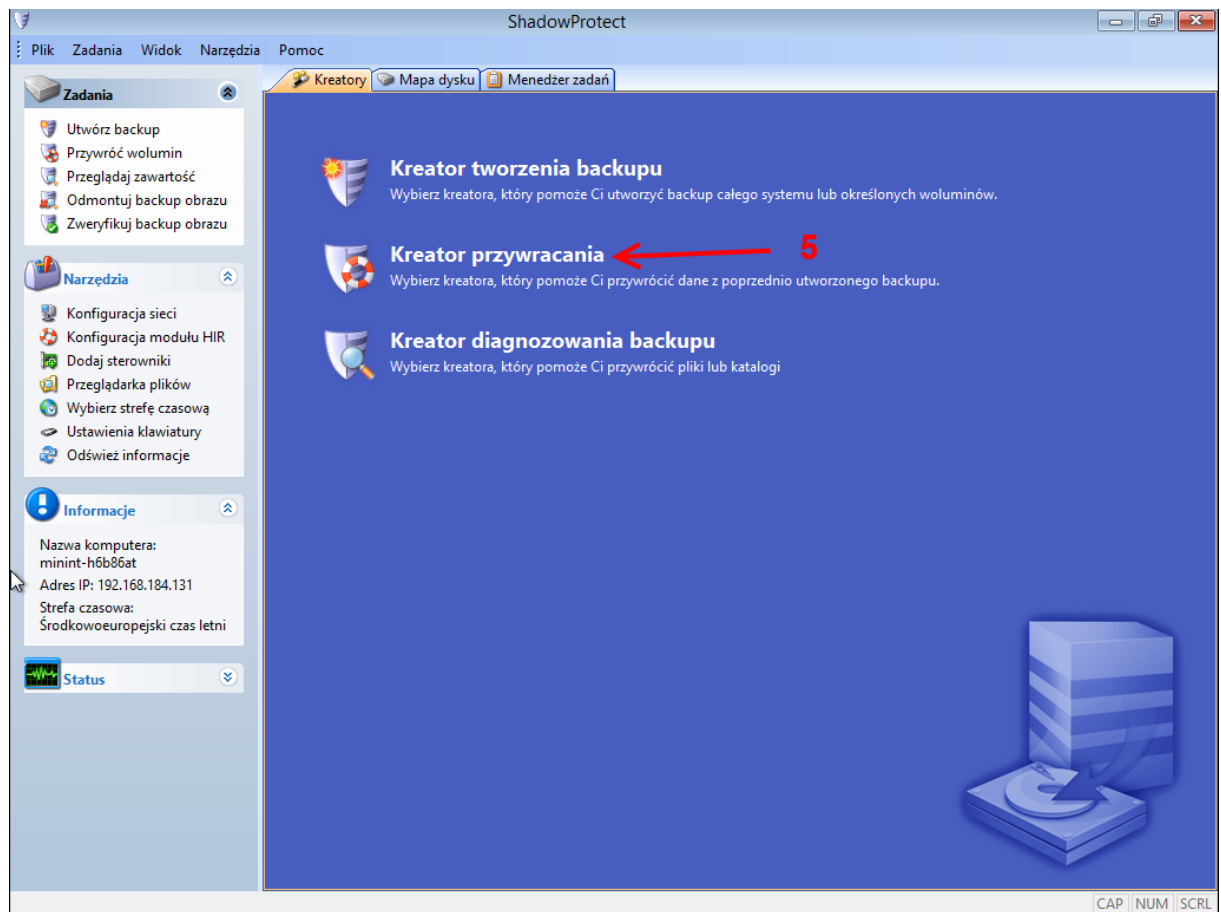 ShadowProtect
Plik Zadania Widok Narzędzia Pomoc
Kreatory Mapa dysku Menedżer zadań
Zadania
Utwórz backup
Przywróć wolumin
Przeglądaj zawartość
Odmontuj backup obrazu
Zweryfikuj backup obrazu
Narzędzia
Konfiguracja sieci
Konfiguracja modułu HIR
Dodaj sterowniki
Przeglądarka plików
Wybierz strefę czasową
Ustawienia klawiatury
Odśwież informacje
Informacje
Nazwa komputera:
minint-h6b86at
Adres IP: 192.168.184.131
Strefa czasowa:
Środkowoeuropejski czas letni
Status
Kreator tworzenia backupu
Wybierz kreatora, który pomoże Ci utworzyć backup całego systemu lub określonych woluminów.
Kreator przywracania 5
Wybierz kreatora, który pomoże Ci przywrócić dane z poprzednio utworzonego backupu.
Kreator diagnozowania backupu
Wybierz kreatora, który pomoże Ci przywrócić pliki lub katalogi
CAP NUM SCRL